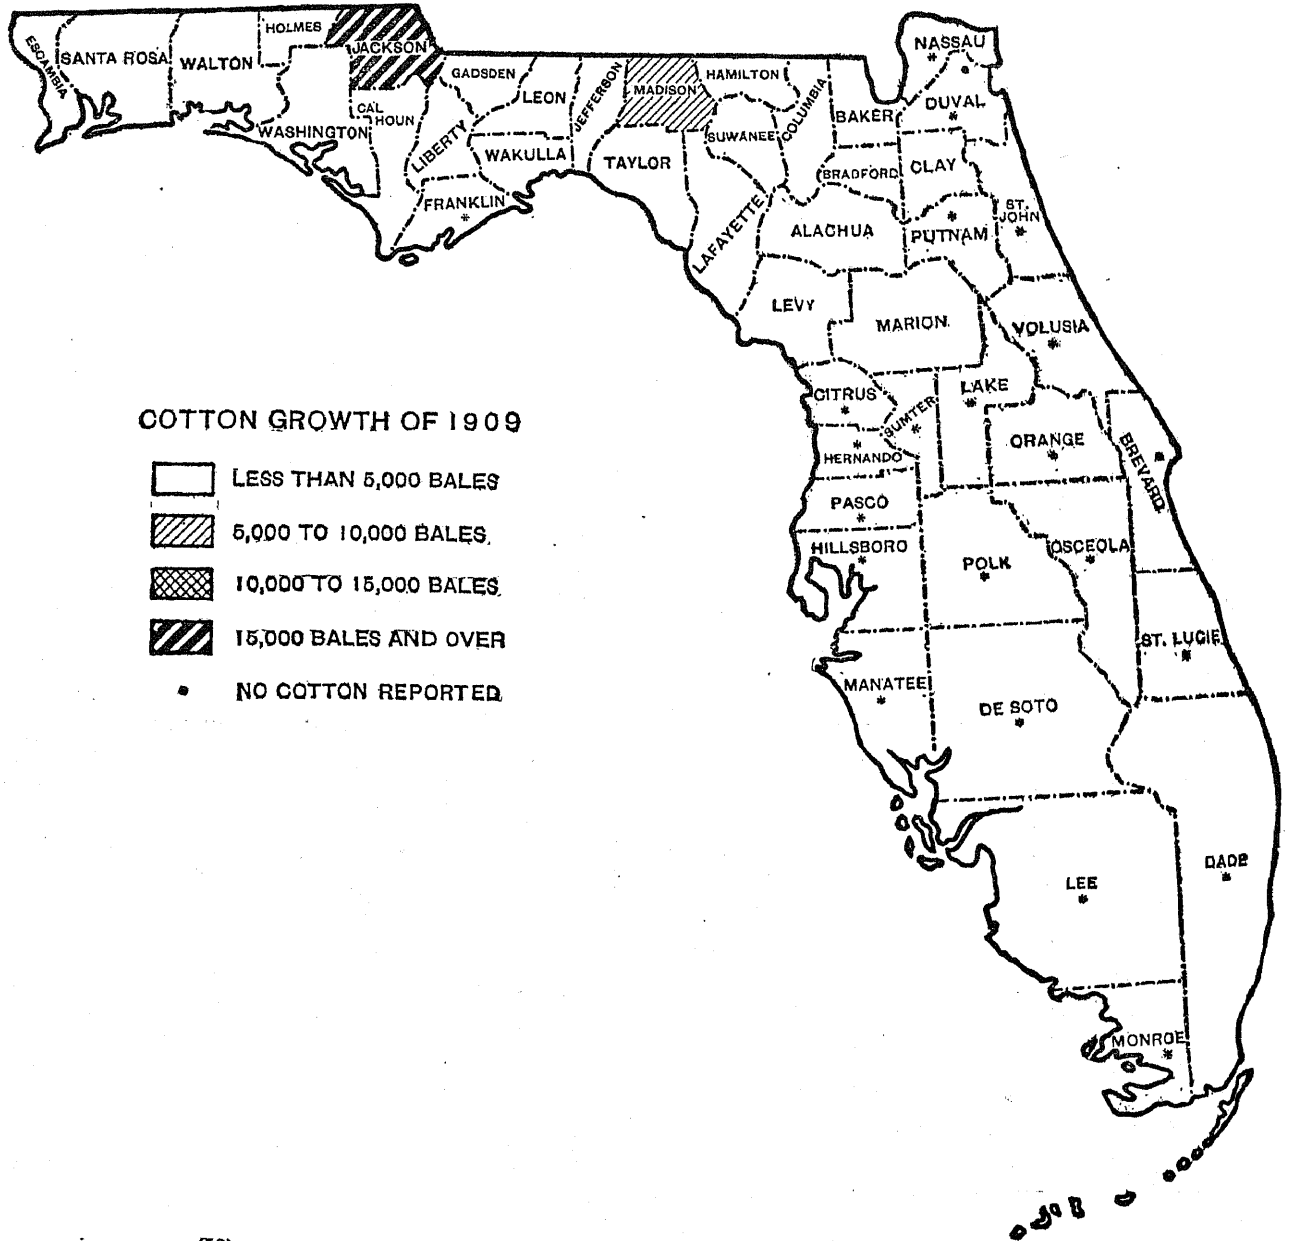 HOLMES
NASSAU
ESCAMBIA
SANTA ROSA
WALTON
JACKSON
GADSDEN
LEON
JEFFERSON
MADISON
HAMILTON
COLUMBIA
BAKER
DUVAL
CAL
HOUN
WASHINGTON
LIBERTY
WAKULLA
TAYLOR
SUWANEE
BRADFORD
CLAY
FRANKLIN
LAFAYETTE
ALACHUA
PUTNAM
ST.
JOHN
LEVY
MARION
VOLUSIA
CITRUS
SUMTER
LAKE
COTTON GROWTH OF 1909
LESS THAN 5,000 BALES
5,000 TO 10,000 BALES
10,000 TO 15,000 BALES
15,000 BALES AND OVER
NO COTTON REPORTED
HERNANDO
ORANGE
BREVARD
PASCO
HILLSBORO
POLK
OSCEOLA
ST. LUCIE
MANATEE
DE SOTO
LEE
DADE
MONROE